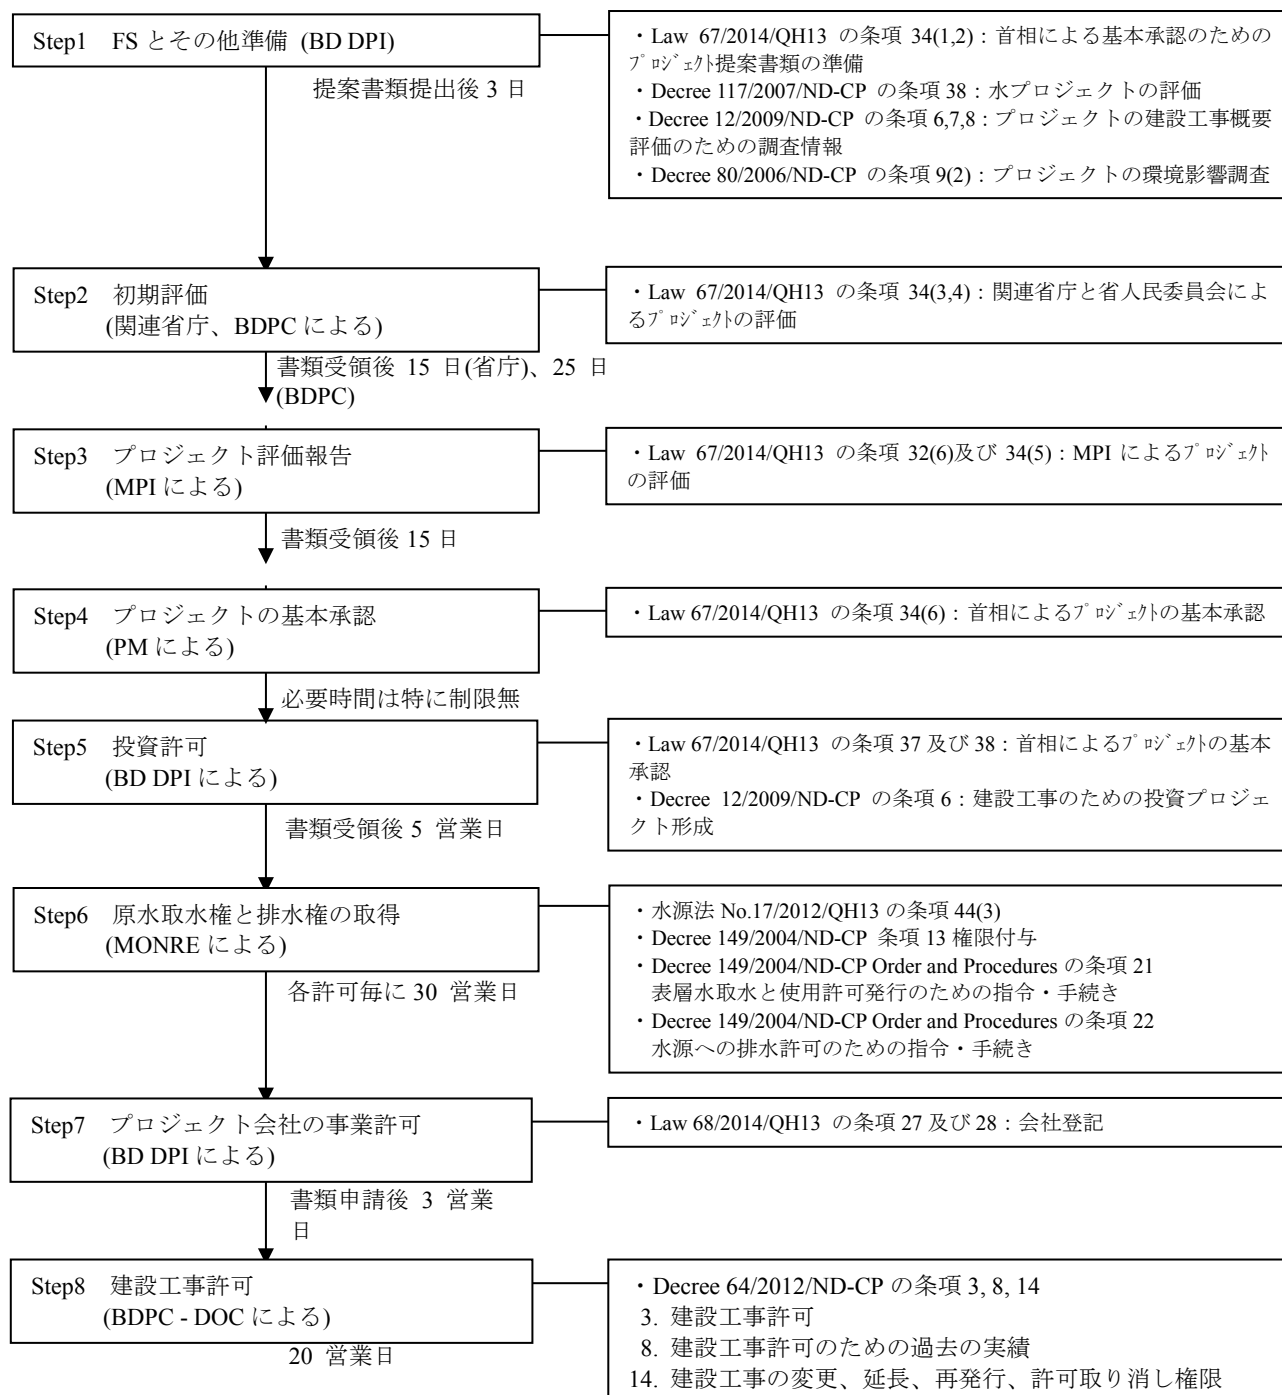 Step1 FS とその他準備 (BD DPI)
・Law 67/2014/QH13 の条項 34(1,2)：首相による基本承認のための
ﾌﾟﾛｼﾞｪｸﾄ提案書類の準備
・Decree 117/2007/ND-CP の条項 38：水プロジェクトの評価
・Decree 12/2009/ND-CP の条項 6,7,8：プロジェクトの建設工事概要
評価のための調査情報
・Decree 80/2006/ND-CP の条項 9(2)：プロジェクトの環境影響調査
提案書類提出後 3 日
Step2 初期評価
(関連省庁、BDPC による)
・Law 67/2014/QH13 の条項 34(3,4)：関連省庁と省人民委員会によ
るﾌﾟﾛｼﾞｪｸﾄの評価
書類受領後 15 日(省庁)、25 日
(BDPC)
Step3 プロジェクト評価報告
(MPI による)
・Law 67/2014/QH13 の条項 32(6)及び 34(5)：MPI によるﾌﾟﾛｼﾞｪｸﾄ
の評価
書類受領後 15 日
Step4 プロジェクトの基本承認
(PM による)
・Law 67/2014/QH13 の条項 34(6)：首相によるﾌﾟﾛｼﾞｪｸﾄの基本承認
必要時間は特に制限無
Step5 投資許可
(BD DPI による)
・Law 67/2014/QH13 の条項 37 及び 38：首相によるﾌﾟﾛｼﾞｪｸﾄの基本
承認
・Decree 12/2009/ND-CP の条項 6：建設工事のための投資プロジェ
クト形成
書類受領後 5 営業日
Step6 原水取水権と排水権の取得
(MONRE による)
・水源法 No.17/2012/QH13 の条項 44(3)
・Decree 149/2004/ND-CP 条項 13 権限付与
・Decree 149/2004/ND-CP Order and Procedures の条項 21
表層水取水と使用許可発行のための指令・手続き
・Decree 149/2004/ND-CP Order and Procedures の条項 22
水源への排水許可のための指令・手続き
各許可毎に 30 営業日
Step7 プロジェクト会社の事業許可
(BD DPI による)
・Law 68/2014/QH13 の条項 27 及び 28：会社登記
書類申請後 3 営業
日
Step8 建設工事許可
(BDPC - DOC による)
・Decree 64/2012/ND-CP の条項 3, 8, 14
3. 建設工事許可
8. 建設工事許可のための過去の実績
14. 建設工事の変更、延長、再発行、許可取り消し権限
20 営業日